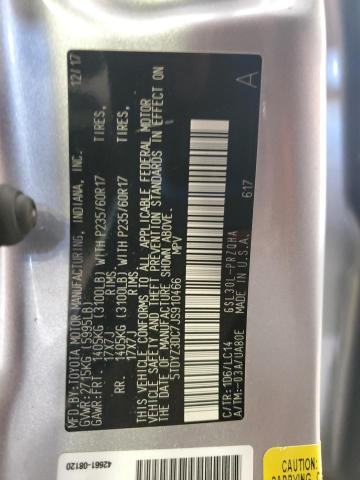 MFD.BY:TOYOTA MOTOR MANUFACTURING, INDIANA, INC. 12/17
GVWR:2715KG (5995LB)
GAWR:FRT. 1405KG (3100LB) WITH P235/60R17 TIRES,
17X7J RIMS,
RR. 1405KG (3100LB) WITH P235/60R17 TIRES,
17X7J RIMS,
THIS VEHICLE CONFORMS TO ALL APPLICABLE FEDERAL MOTOR
VEHICLE SAFETY AND THEFT PREVENTION STANDARDS IN EFFECT
ON THE DATE OF MANUFACTURE SHOWN ABOVE.
5TDYZ3DC7JS910466 MPV
A
C/TR:1D6/LC14 GSL30L-PRZQHA
A/TM:-03A/UA80E MADE IN U.S.A. 617
42661-08120
CAU
CARRYING C